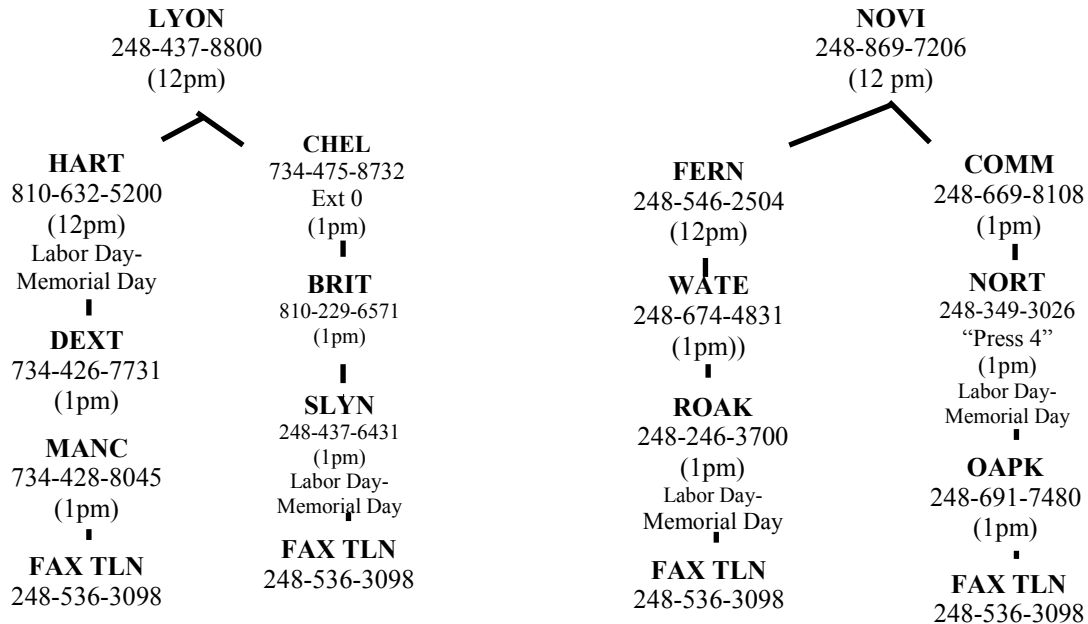 LYON
248-437-8800
(12pm)
HART
810-632-5200
(12pm)
Labor Day-
Memorial Day
DEXT
734-426-7731
(1pm)
MANC
734-428-8045
(1pm)
FAX TLN
248-536-3098
CHEL
734-475-8732
Ext 0
(1pm)
BRIT
810-229-6571
(1pm)
SLYN
248-437-6431
(1pm)
Labor Day-
Memorial Day
FAX TLN
248-536-3098
NOVI
248-869-7206
(12 pm)
FERN
248-546-2504
(12pm)
WATE
248-674-4831
(1pm))
ROAK
248-246-3700
(1pm)
Labor Day-
Memorial Day
FAX TLN
248-536-3098
COMM
248-669-8108
(1pm)
NORT
248-349-3026
“Press 4”
(1pm)
Labor Day-
Memorial Day
OAPK
248-691-7480
(1pm)
FAX TLN
248-536-3098